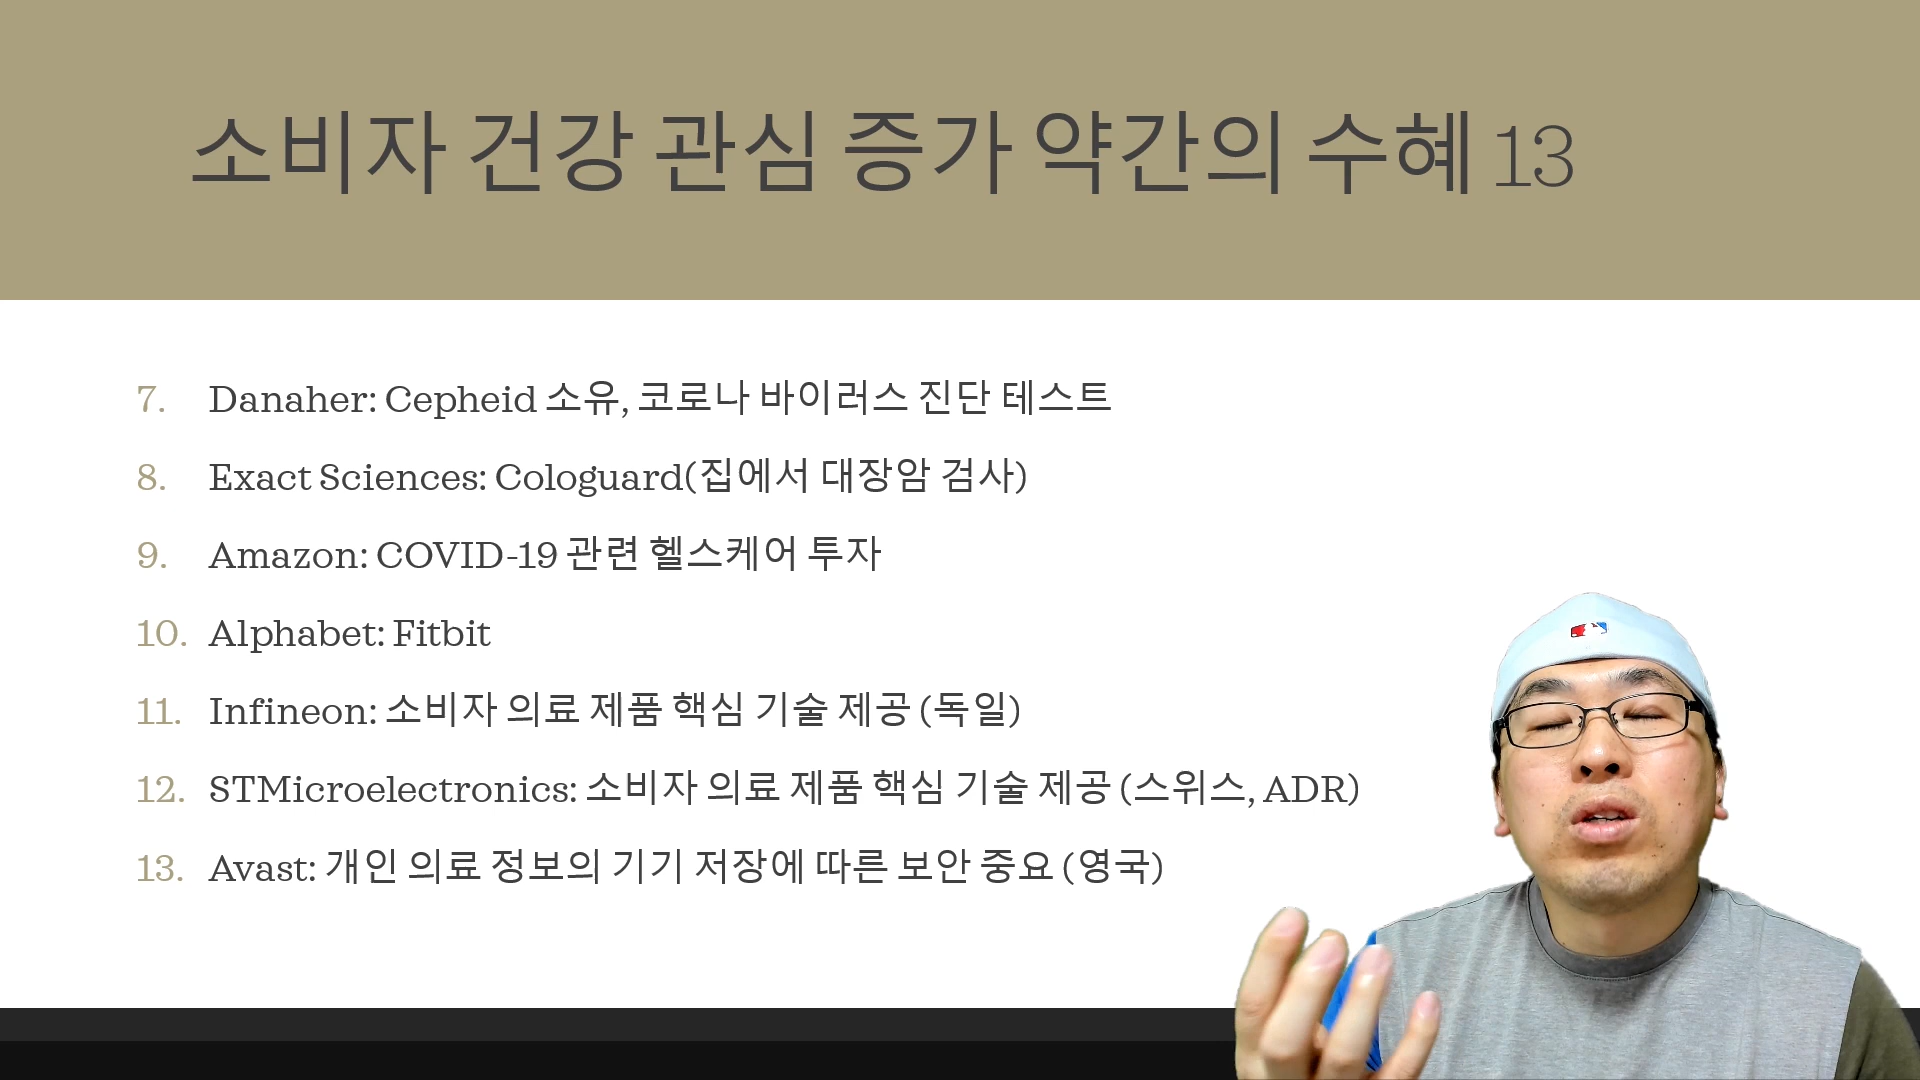 소비자 건강 관심 증가 약간의 수혜 13
7. Danaher: Cepheid 소유, 코로나 바이러스 진단 테스트
8. Exact Sciences: Cologuard(집에서 대장암 검사)
9. Amazon: COVID-19 관련 헬스케어 투자
10. Alphabet: Fitbit
11. Infineon: 소비자 의료 제품 핵심 기술 제공 (독일)
12. STMicroelectronics: 소비자 의료 제품 핵심 기술 제공 (스위스, ADR)
13. Avast: 개인 의료 정보의 기기 저장에 따른 보안 중요 (영국)